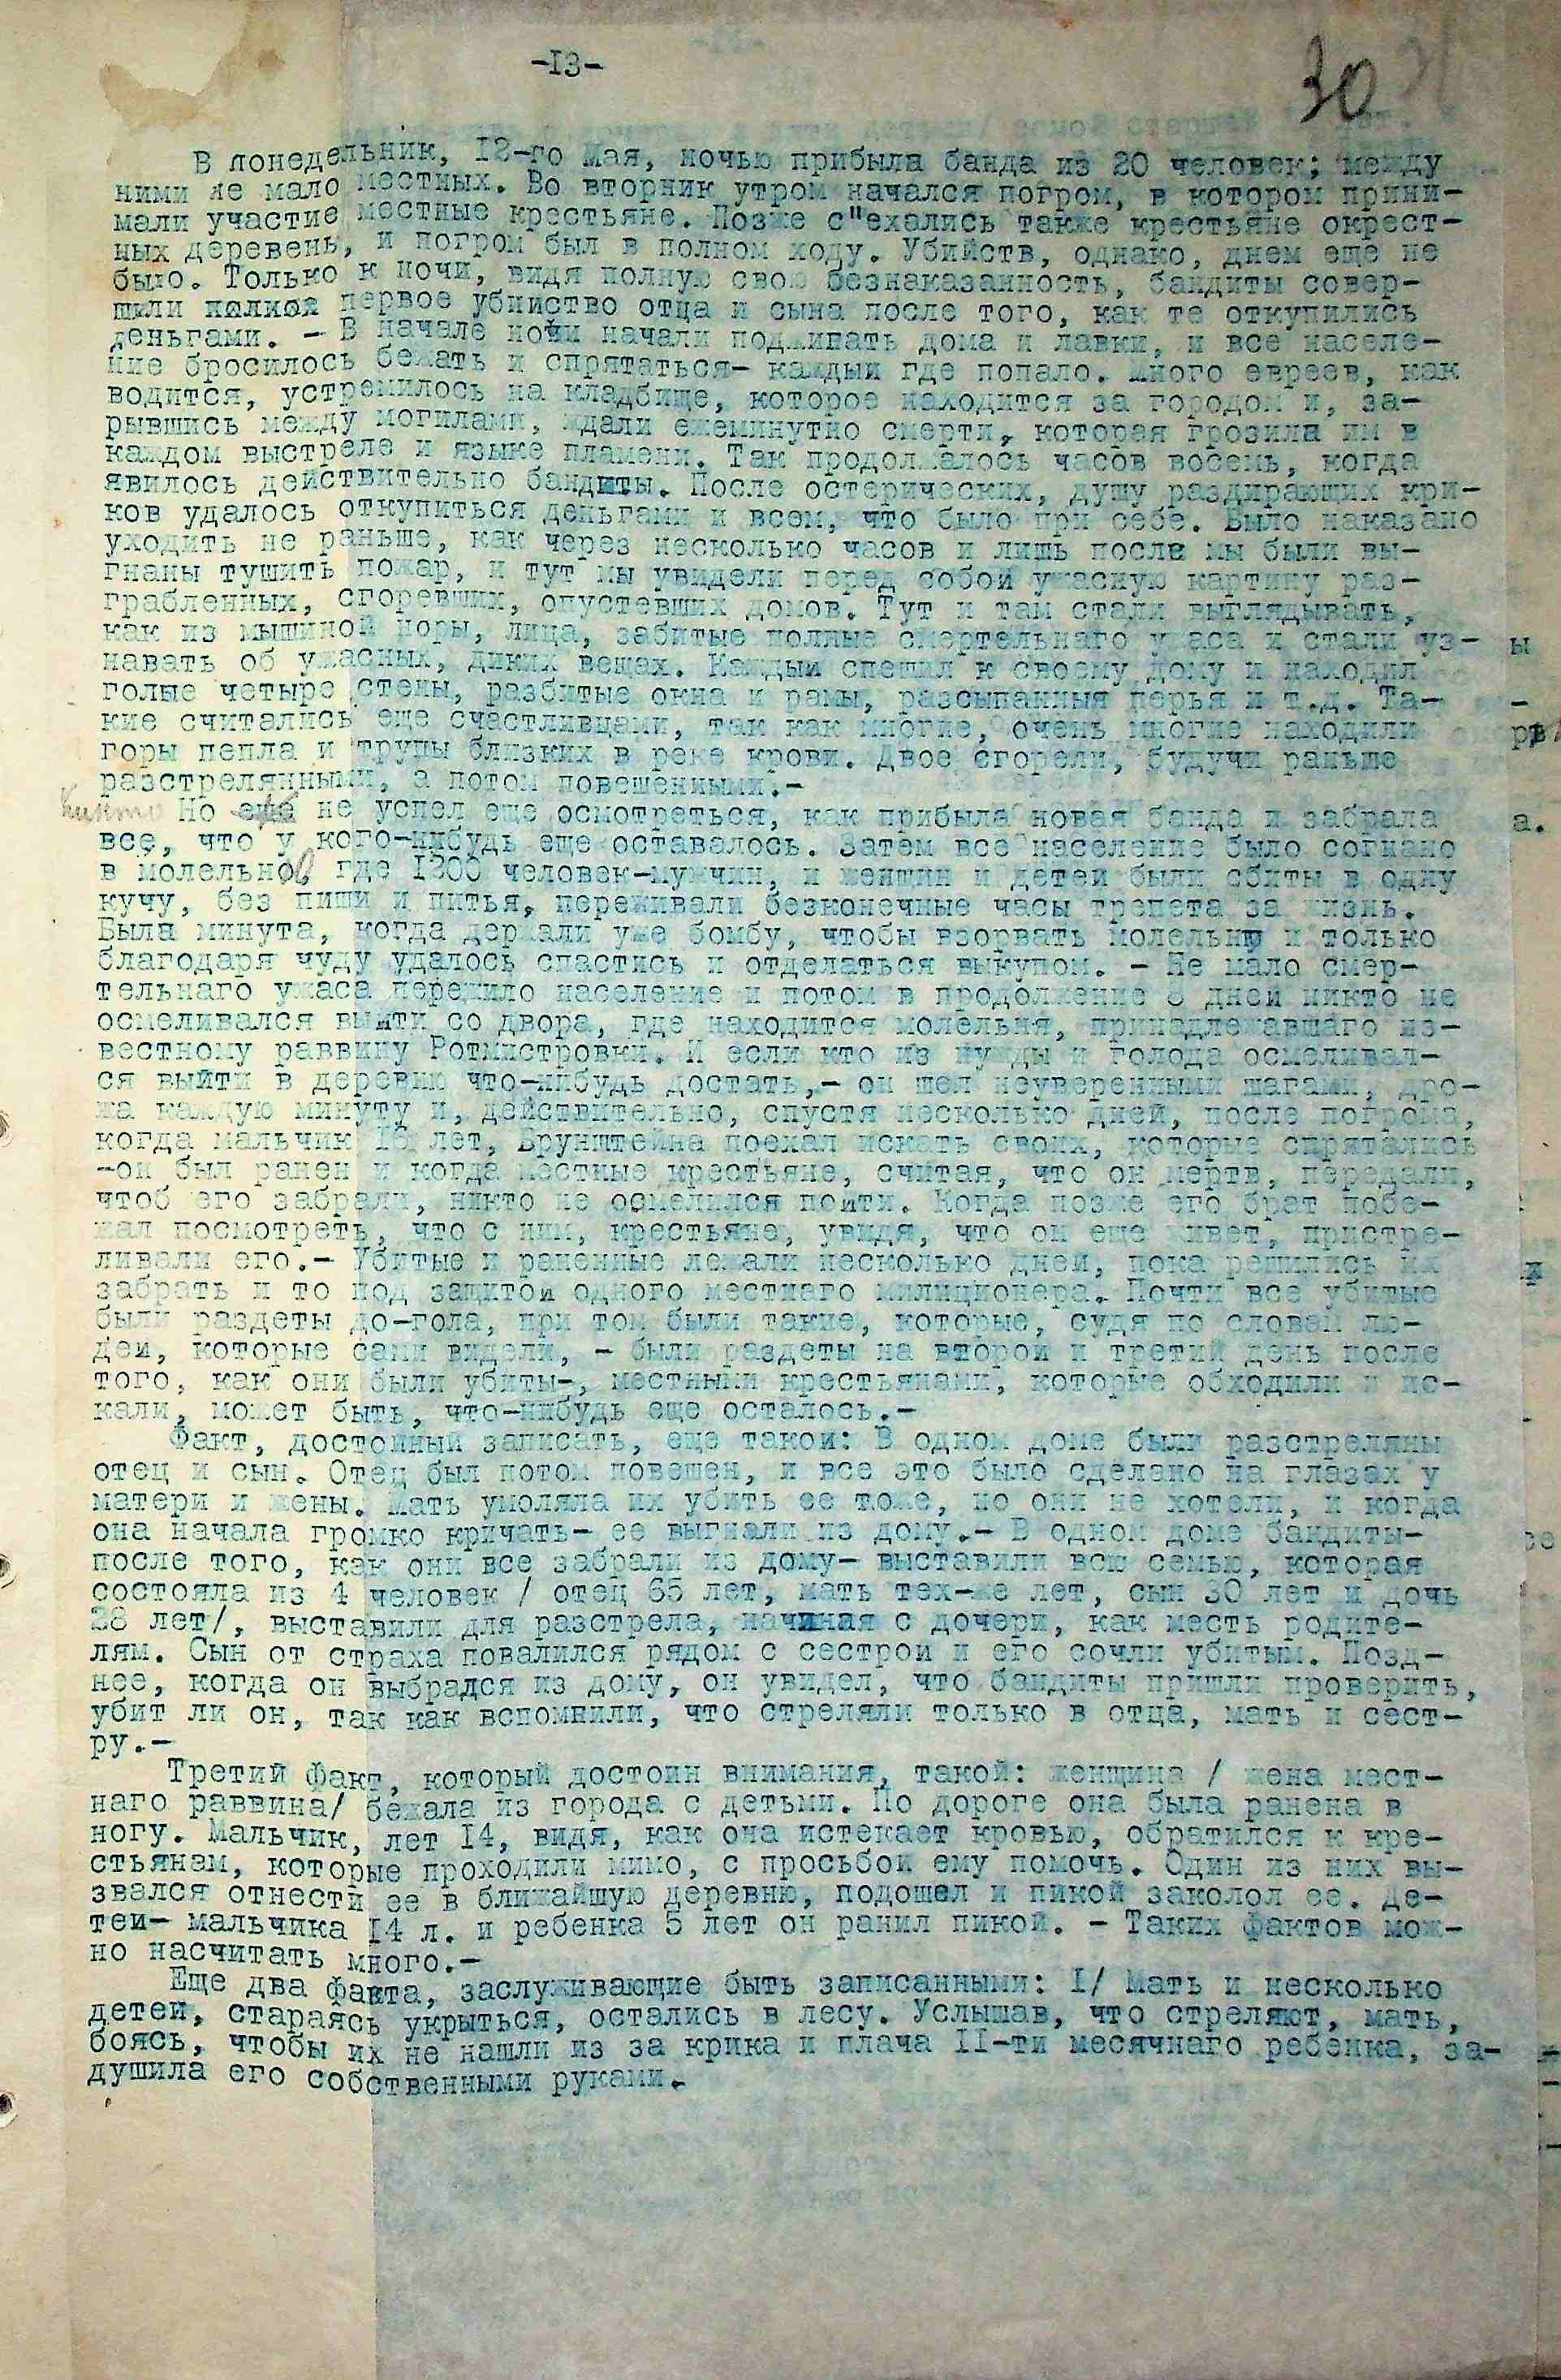 -13-
30
В понедельник, 12-го Мая, ночью прибыла банда из 20 человек; между
ними не мало местных. Во вторник утром начался погром, в котором прини-
мали участие местные крестьяне. Позже с"ехались также крестьяне окрест-
ных деревень, и погром был в полном ходу. Убийств, однако, днем еще не
было. Только к ночи, видя полную свою безнаказанность, бандиты совер-
шили первое убийство отца и сына после того, как те откупились
деньгами. - В начале ночи начали поджигать дома и лавки, и все населе-
ние бросилось бежать и спрятаться- каждый где попало. Много евреев, как
водится, устремилось на кладбище, которое находится за городом и, за-
рывшись между могилами, ждали ежеминутно смерти, которая грозила им в
каждом выстреле и языке пламени. Так продолжалось часов восемь, когда
явилось действительно бандиты. После остерических, душу раздирающих кри-
ков удалось откупиться деньгами и всем, что было при себе. Было наказано
уходить не раньше, как через несколько часов и лишь после мы были вы-
гнаны тушить пожар, и тут мы увидели перед собой ужасную картину раз-
грабленных, сгоревших, опустевших домов. Тут и там стали выглядывать,
как из мышиной норы, лица, забитые полные смертельнаго ужаса и стали уз-
навать об ужасных, диких вещах. Каждый спешил к своему дому и находил
голые четыре стены, разбитые окна и рамы, разсыпанныя перья и т.д. Та-
кие считались еще счастливцами, так как многие, очень многие находили
горы пепла и трупы близких в реке крови. Двое сгорели, будучи раньше
разстрелянными, а потом повешенными.-
Никто Но еще не успел еще осмотреться, как прибыла новая банда и забрала
все, что у кого-нибудь еще оставалось. Затем все население было согнано
в молельной, где 1300 человек-мужчин, и женщин и детей были сбиты в одну
кучу, без пищи и питья, переживали безконечные часы трепета за жизнь.
Была минута, когда держали уже бомбу, чтобы взорвать молельню и только
благодаря чуду удалось спастись и отделаться выкупом. - Не мало смер-
тельнаго ужаса пережило население и потом в продолжение 8 дней никто не
осмеливался выйти со двора, где находится молельня, принадлежавшаго из-
вестному раввину Ротмистровки. И если кто из нужды и голода осмеливал-
ся выйти в деревню что-нибудь достать,- он шел неуверенными шагами, дро-
жа каждую минуту и, действительно, спустя несколько дней, после погрома,
когда мальчик лет, Брунштейна поехал искать своих, которые спрятались
-он был ранен и когда местные крестьяне, считая, что он мертв, передали,
чтоб его забрали, никто не осмелился пойти. Когда позже его брат побе-
жал посмотреть, что с ним, крестьяне, увидя, что он еще живет, пристре-
ливали его.- Убитые и раненные лежали несколько дней, пока решились их
забрать и то под защитой одного местнаго милиционера. Почти все убитые
были раздеты до-гола, при том были такие, которые, судя по словам лю-
дей, которые сами видели, - были раздеты на второй и третий день после
того, как они были убиты-, местными крестьянами, которые обходили и ис-
кали, может быть, что-нибудь еще осталось.-
Факт, достойный записать, еще такой: В одном доме были разстреляны
отец и сын. Отец был потом повешен, и все это было сделано на глазах у
матери и жены. Мать умоляла их убить ее тоже, но они не хотели, и когда
она начала громко кричать- ее выгнали из дому.- В одном доме бандиты-
после того, как они все забрали из дому- выставили всю семью, которая
состояла из 4 человек / отец 65 лет, мать тех-же лет, сын 30 лет и дочь
28 лет/, выставили для разстрела, начиная с дочери, как месть родите-
лям. Сын от страха повалился рядом с сестрой и его сочли убитым. Позд-
нее, когда он выбрался из дому, он увидел, что бандиты пришли проверить,
убит ли он, так как вспомнили, что стреляли только в отца, мать и сест-
ру.-
Третий факт, который достоин внимания, такой: женщина / жена мест-
наго раввина/ бежала из города с детьми. По дороге она была ранена в
ногу. Мальчик, лет 14, видя, как она истекает кровью, обратился к кре-
стьянам, которые проходили мимо, с просьбой ему помочь. Один из них вы-
звался отнести ее в ближайшую деревню, подошел и пикой заколол ее. Де-
тей- мальчика 14 л. и ребенка 5 лет он ранил пикой. - Таких фактов мож-
но насчитать много.-
Еще два факта, заслуживающие быть записанными: 1/ Мать и несколько
детей, стараясь укрыться, остались в лесу. Услышав, что стреляют, мать,
боясь, чтобы их не нашли из за крика и плача 11-ти месячнаго ребенка, за-
душила его собственными руками.-